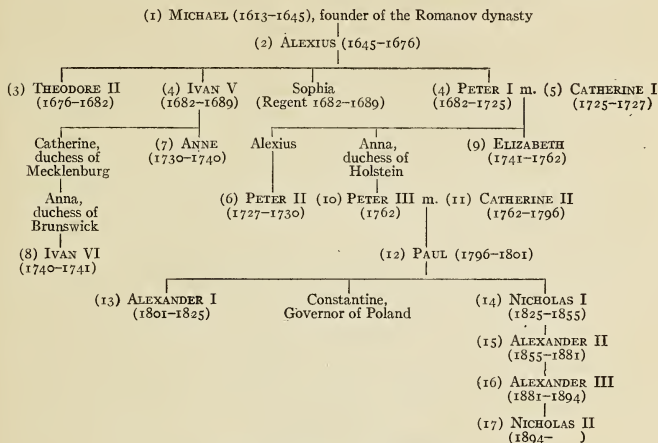 (1) MICHAEL (1613–1645), founder of the Romanov dynasty
(2) ALEXIUS (1645–1676)
(3) THEODORE II (4) IVAN V Sophia (4) PETER I m. (5) CATHERINE I
(1676–1682) (1682–1689) (Regent 1682–1689) (1682–1725) (1725–1727)
Catherine, (7) ANNE Alexius Anna, (9) ELIZABETH
duchess of (1730–1740) duchess of (1741–1762)
Mecklenburg Holstein
Anna, (6) PETER II (10) PETER III m. (11) CATHERINE II
duchess of (1727–1730) (1762) (1762–1796)
Brunswick
(8) IVAN VI (12) PAUL (1796–1801)
(1740–1741)
(13) ALEXANDER I Constantine, (14) NICHOLAS I
(1801–1825) Governor of Poland (1825–1855)
(15) ALEXANDER II
(1855–1881)
(16) ALEXANDER III
(1881–1894)
(17) NICHOLAS II
(1894– )